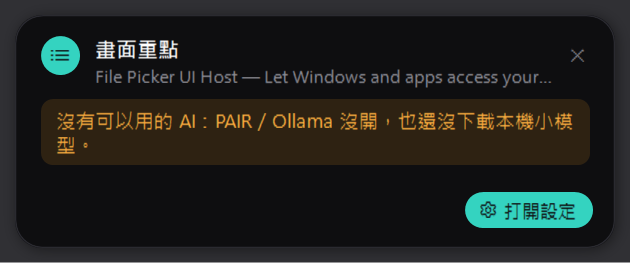 畫面重點
File Picker UI Host — Let Windows and apps access your...
沒有可以用的 AI：PAIR / Ollama 沒開，也還沒下載本機小模
型。
打開設定